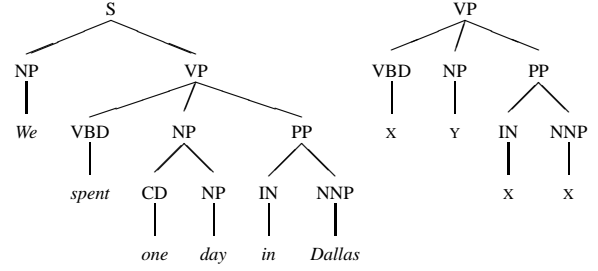 S VP
NP VP VBD NP PP
We VBD NP PP X Y IN NNP
spent CD NP IN NNP X X
one day in Dallas